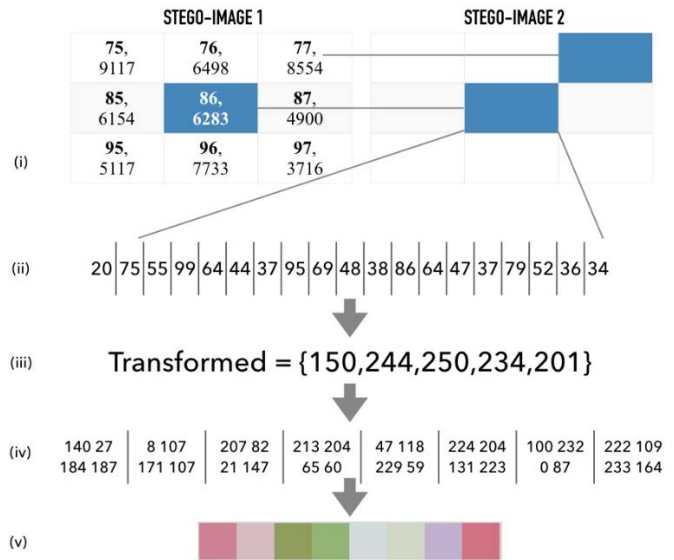 STEGO-IMAGE 1 STEGO-IMAGE 2
75, 76, 77,
9117 6498 8554
85, 86, 87,
6154 6283 4900
95, 96, 97,
5117 7733 3716
(i)
(ii) 20 75 55 99 64 44 37 95 69 48 38 86 64 47 37 79 52 36 34
(iii) Transformed = {150,244,250,234,201}
(iv) 140 27 8 107 207 82 213 204 47 118 224 204 100 232 222 109
184 187 171 107 21 147 65 60 229 59 131 223 0 87 233 164
(v)